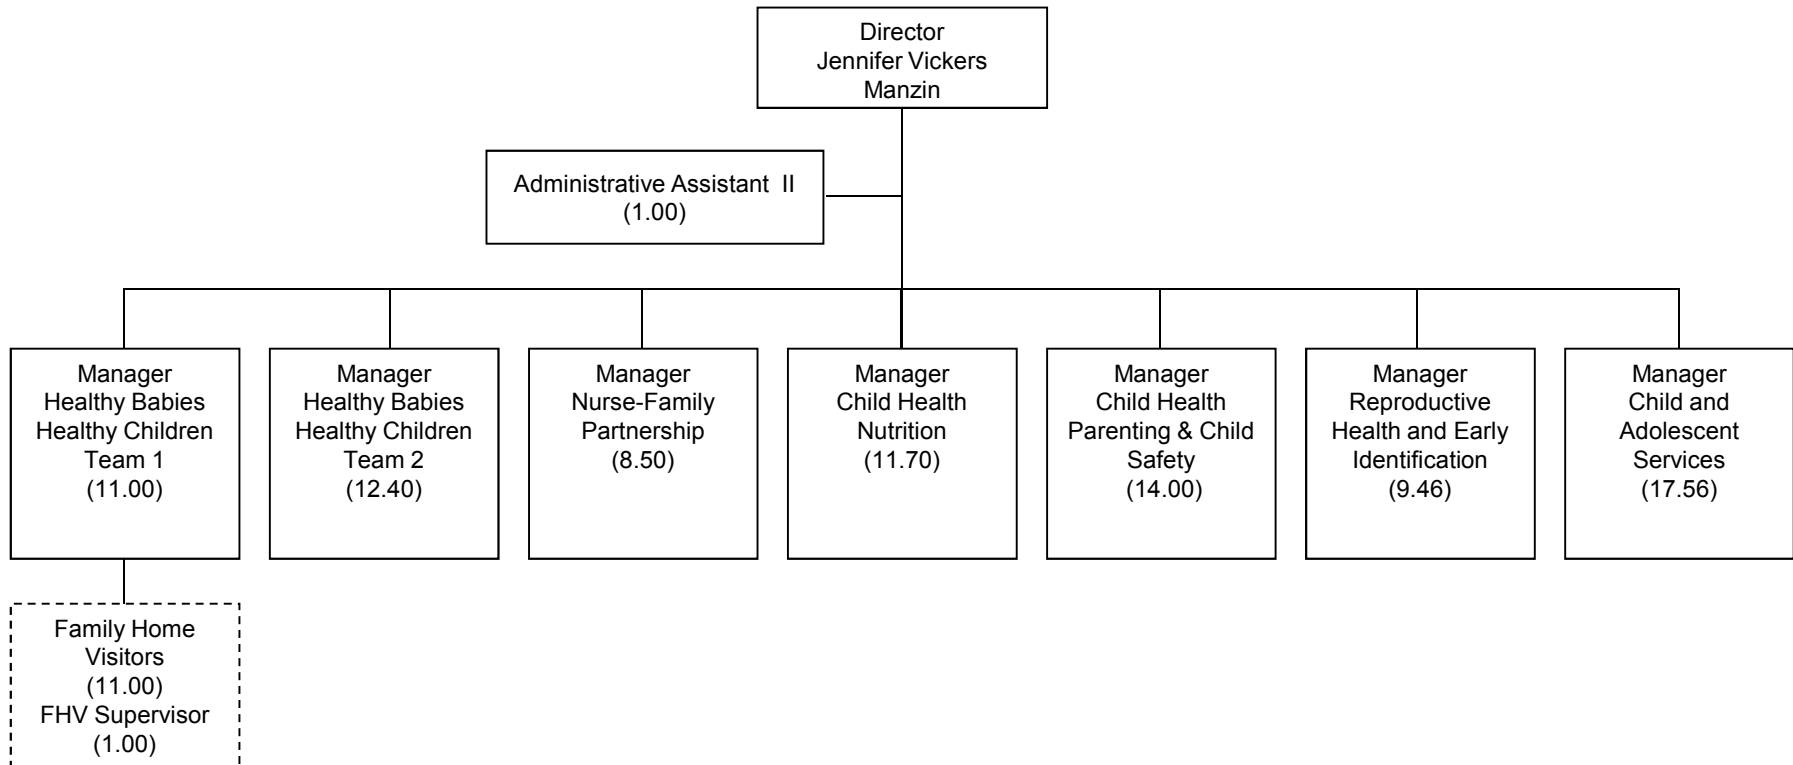 Director
Jennifer Vickers
Manzin
Administrative Assistant  II
(1.00)
Manager
Healthy Babies
Healthy Children
Team 1
(11.00)
Manager
Healthy Babies
Healthy Children
Team 2
(12.40)
Manager
Nurse-Family
Partnership
(8.50)
Manager
Child Health
Nutrition
(11.70)
Manager
Child Health
Parenting & Child
Safety
(14.00)
Manager
Reproductive
Health and Early
Identification
(9.46)
Manager
Child and
Adolescent
Services
(17.56)
Family Home
Visitors
(11.00)
FHV Supervisor
(1.00)